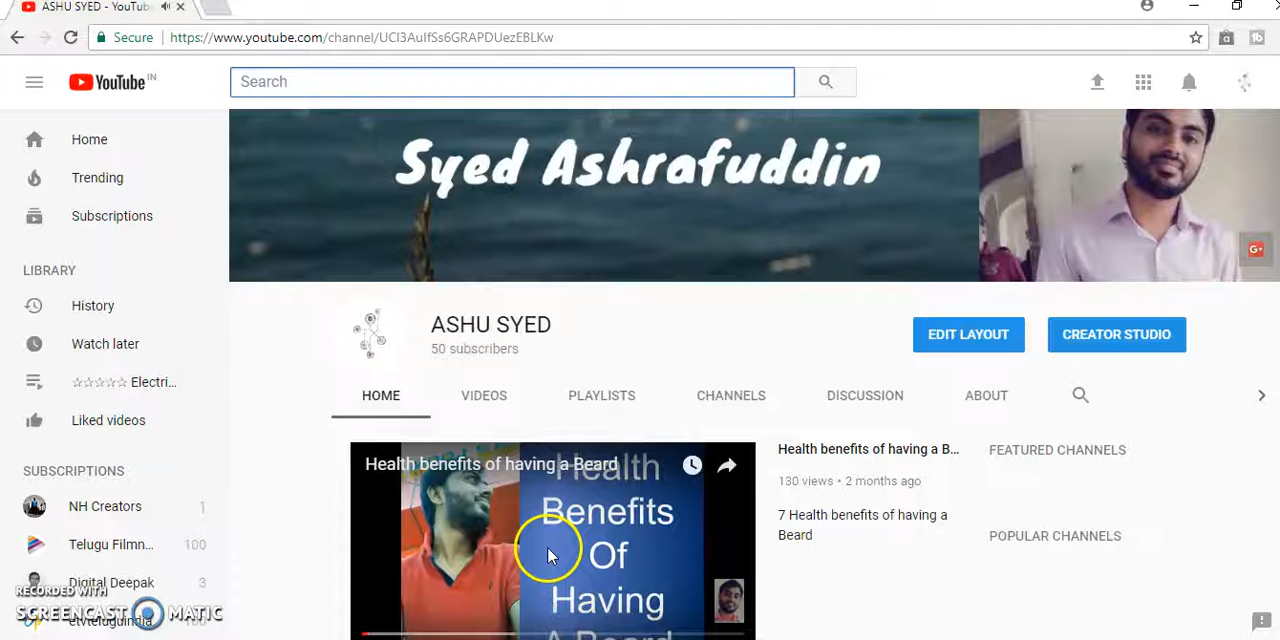 ASHU SYED - YouTub
Secure
https://www.youtube.com/channel/UCI3AuIfSs6GRAPDUezEBLKw
YouTube IN
Search
Home
Trending
Subscriptions
LIBRARY
History
Watch later
☆☆☆☆☆ Electri...
Liked videos
SUBSCRIPTIONS
NH Creators 1
Telugu Filmn... 100
Digital Deepak 3
etvteluguindia
RECORDED WITH
SCREENCAST MATIC
Syed Ashrafuddin
G+
ASHU SYED
50 subscribers
EDIT LAYOUT
CREATOR STUDIO
HOME VIDEOS PLAYLISTS CHANNELS DISCUSSION ABOUT
Health benefits of having a Beard
Health
Benefits
Of
Having
A Beard
Health benefits of having a B...
130 views • 2 months ago
7 Health benefits of having a
Beard
FEATURED CHANNELS
POPULAR CHANNELS